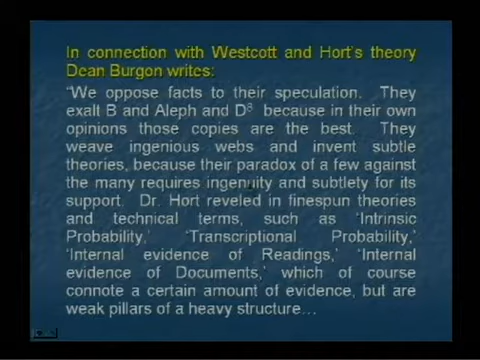 In connection with Westcott and Hort's theory
Dean Burgon writes:
"We oppose facts to their speculation. They
exalt B and Aleph and D³ because in their own
opinions those copies are the best. They
weave ingenious webs and invent subtle
theories, because their paradox of a few against
the many requires ingenuity and subtlety for its
support. Dr. Hort reveled in finespun theories
and technical terms, such as 'Intrinsic
Probability,' 'Transcriptional Probability,'
'Internal evidence of Readings,' 'Internal
evidence of Documents,' which of course
connote a certain amount of evidence, but are
weak pillars of a heavy structure…